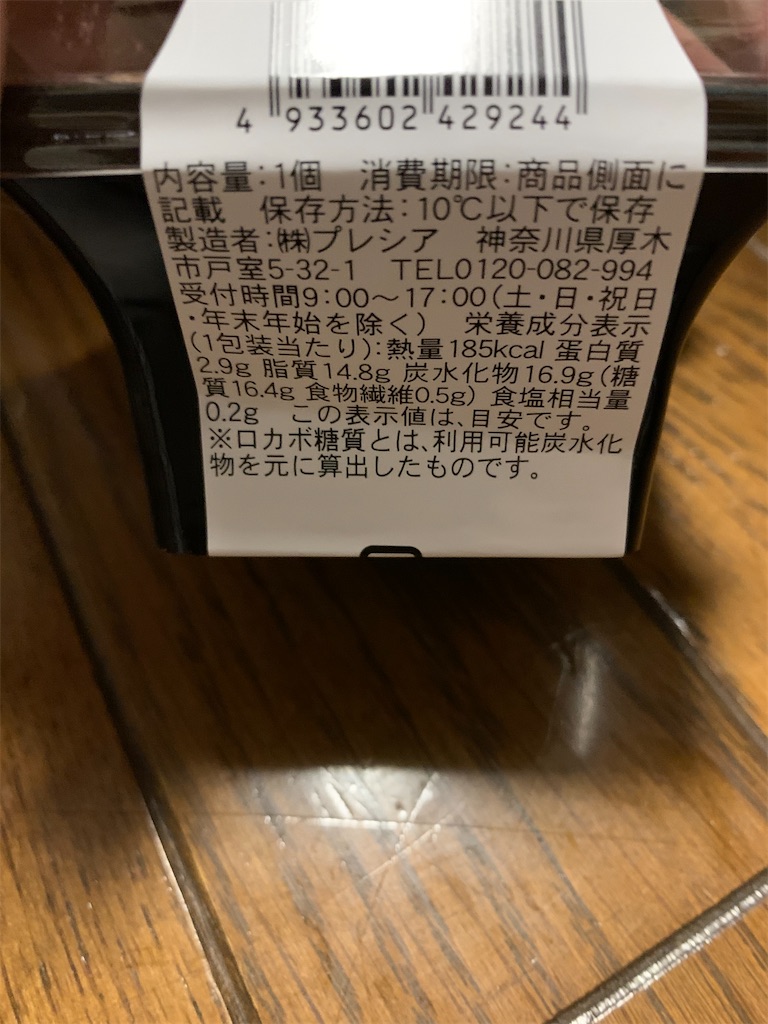 4 933602 429244
内容量:1個 消費期限:商品側面に
記載 保存方法:10℃以下で保存
製造者:㈱プレシア 神奈川県厚木
市戸室5-32-1 TEL0120-082-994
受付時間9:00～17:00(土・日・祝日
・年末年始を除く) 栄養成分表示
(1包装当たり):熱量185kcal 蛋白質
2.9g 脂質14.8g 炭水化物16.9g(糖
質16.4g 食物繊維0.5g) 食塩相当量
0.2g この表示値は、目安です。
※ロカボ糖質とは、利用可能炭水化
物を元に算出したものです。